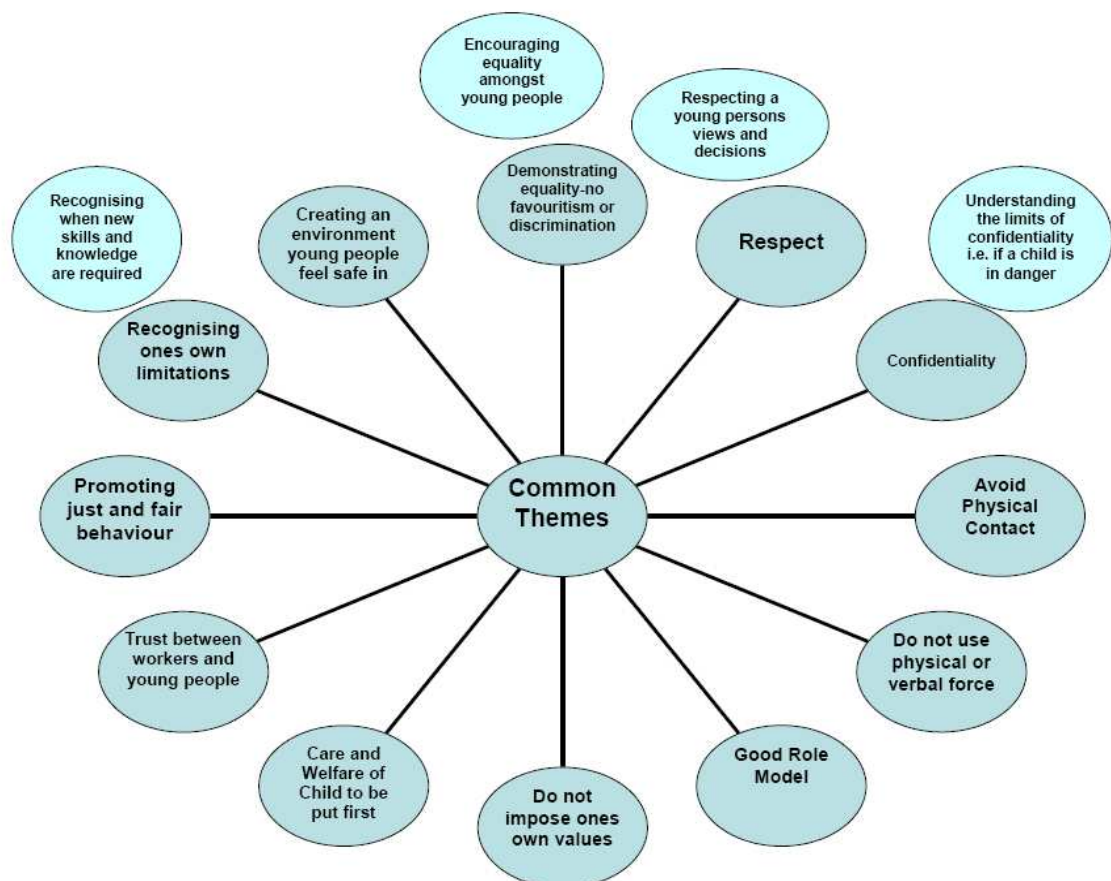 Encouraging
equality
amongst
young people
Respecting a
young persons
views and
decisions
Recognising
when new
skills and
knowledge
are required
Creating an
environment
young people
feel safe in
Demonstrating
equality-no
favouritism or
discrimination
Respect
Understanding
the limits of
confidentiality
i.e. if a child is
in danger
Recognising
ones own
limitations
Confidentiality
Promoting
just and fair
behaviour
Common
Themes
Avoid
Physical
Contact
Trust between
workers and
young people
Do not use
physical or
verbal force
Care and
Welfare of
Child to be
put first
Do not
impose ones
own values
Good Role
Model